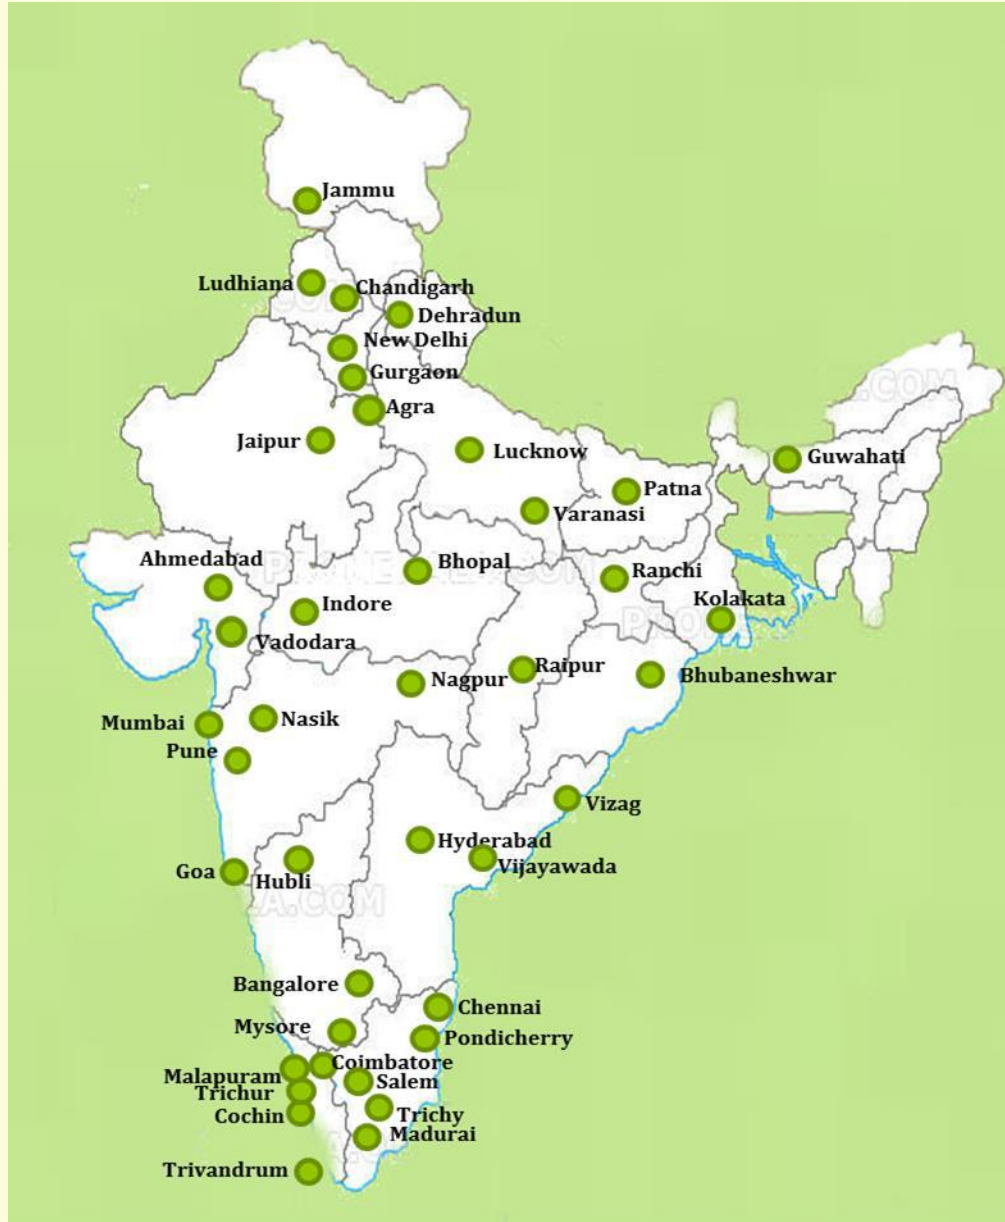 Jammu
Ludhiana
Chandigarh
Dehradun
New Delhi
Gurgaon
Agra
Jaipur
Lucknow
Guwahati
Patna
Varanasi
Ahmedabad
Bhopal
Ranchi
Kolakata
Indore
Vadodara
Raipur
Nagpur
Bhubaneshwar
Mumbai
Nasik
Pune
Vizag
Hyderabad
Vijayawada
Goa
Hubli
Bangalore
Chennai
Mysore
Pondicherry
Coimbatore
Malapuram
Salem
Trichur
Trichy
Cochin
Madurai
Trivandrum